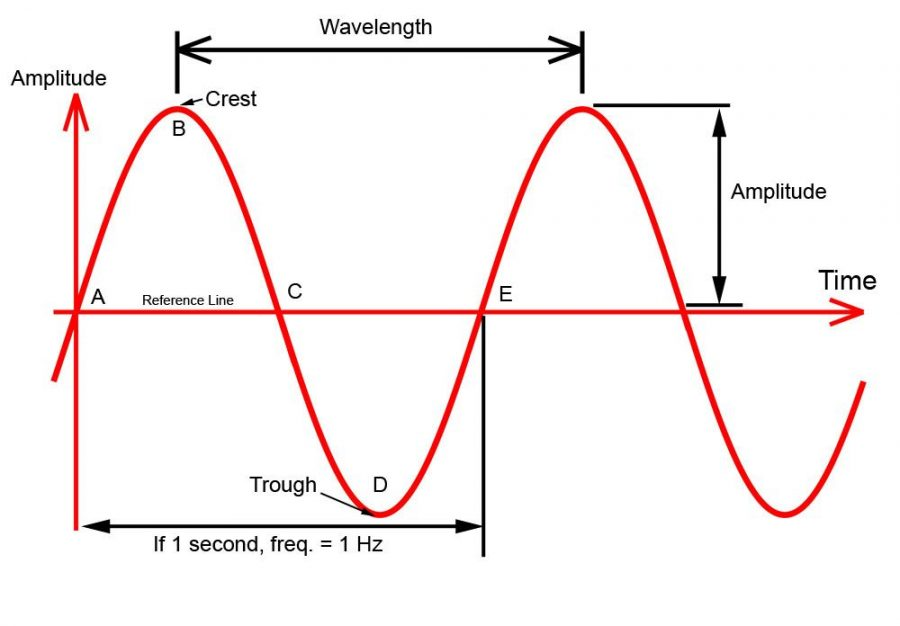 Wavelength
Amplitude
Crest
B
Amplitude
Time
A
Reference Line
C
E
Trough
D
If 1 second, freq. = 1 Hz